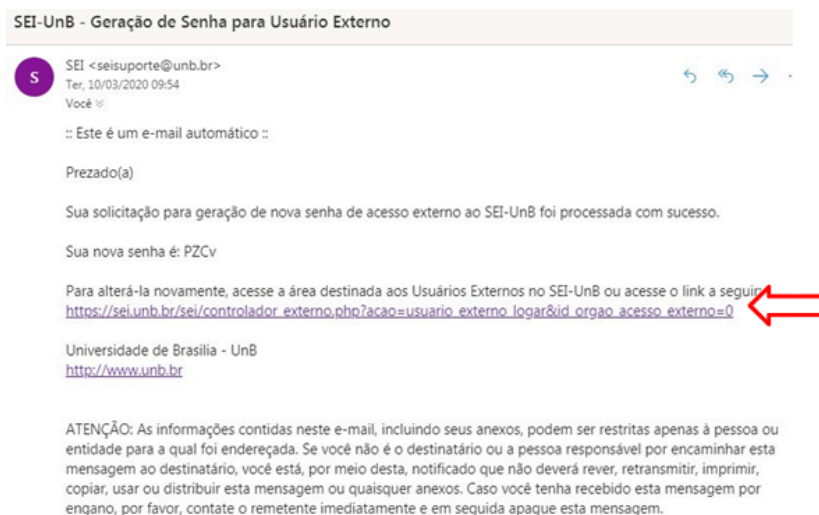 SEI-UnB - Geração de Senha para Usuário Externo
S
SEI <seisuporte@unb.br>
Ter, 10/03/2020 09:54
Você
:: Este é um e-mail automático ::
Prezado(a)
Sua solicitação para geração de nova senha de acesso externo ao SEI-UnB foi processada com sucesso.
Sua nova senha é: PZCv
Para alterá-la novamente, acesse a área destinada aos Usuários Externos no SEI-UnB ou acesse o link a seguir:
https://sei.unb.br/sei/controlador_externo.php?acao=usuario_externo_logar&id_orgao_acesso_externo=0
Universidade de Brasilia - UnB
http://www.unb.br
ATENÇÃO: As informações contidas neste e-mail, incluindo seus anexos, podem ser restritas apenas à pessoa ou
entidade para a qual foi endereçada. Se você não é o destinatário ou a pessoa responsável por encaminhar esta
mensagem ao destinatário, você está, por meio desta, notificado que não deverá rever, retransmitir, imprimir,
copiar, usar ou distribuir esta mensagem ou quaisquer anexos. Caso você tenha recebido esta mensagem por
engano, por favor, contate o remetente imediatamente e em seguida apague esta mensagem.